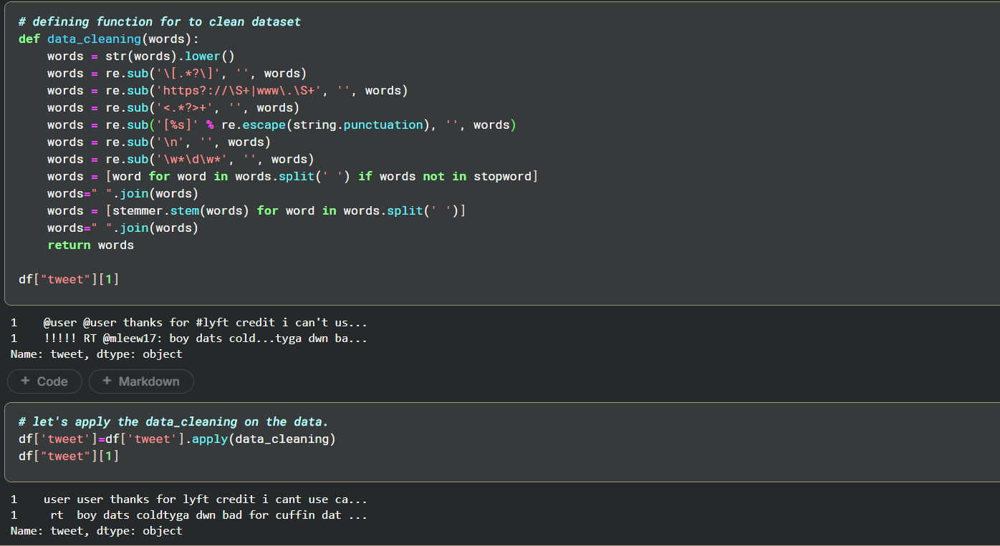 # defining function for to clean dataset
def data_cleaning(words):
    words = str(words).lower()
    words = re.sub('\[.*?\]', '', words)
    words = re.sub('https?://\S+|www\.\S+', '', words)
    words = re.sub('<.*?>+', '', words)
    words = re.sub('[%s]' % re.escape(string.punctuation), '', words)
    words = re.sub('\n', '', words)
    words = re.sub('\w*\d\w*', '', words)
    words = [word for word in words.split(' ') if words not in stopword]
    words=" ".join(words)
    words = [stemmer.stem(words) for word in words.split(' ')]
    words=" ".join(words)
    return words
df["tweet"][1]
1    @user @user thanks for #lyft credit i can't us...
1    !!!!! RT @mleew17: boy dats cold...tyga dwn ba...
Name: tweet, dtype: object
+ Code + Markdown
# let's apply the data_cleaning on the data.
df['tweet']=df['tweet'].apply(data_cleaning)
df["tweet"][1]
1    user user thanks for lyft credit i cant use ca...
1     rt  boy dats coldtyga dwn bad for cuffin dat ...
Name: tweet, dtype: object